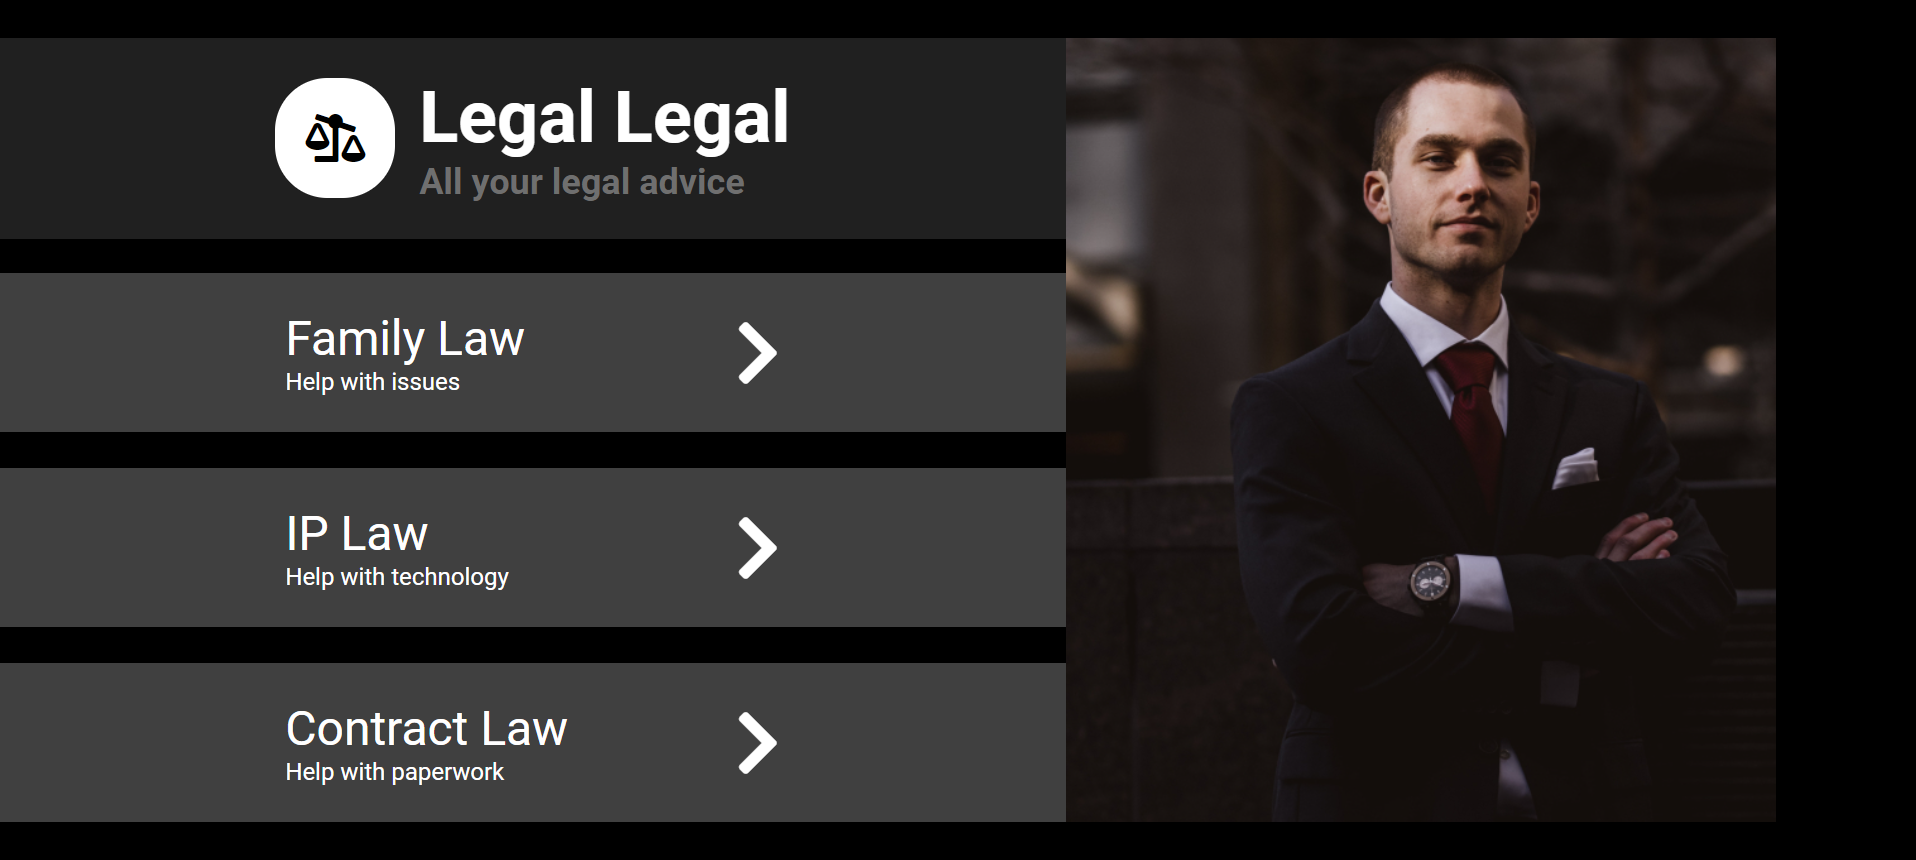 Legal Legal
All your legal advice
Family Law
Help with issues
IP Law
Help with technology
Contract Law
Help with paperwork